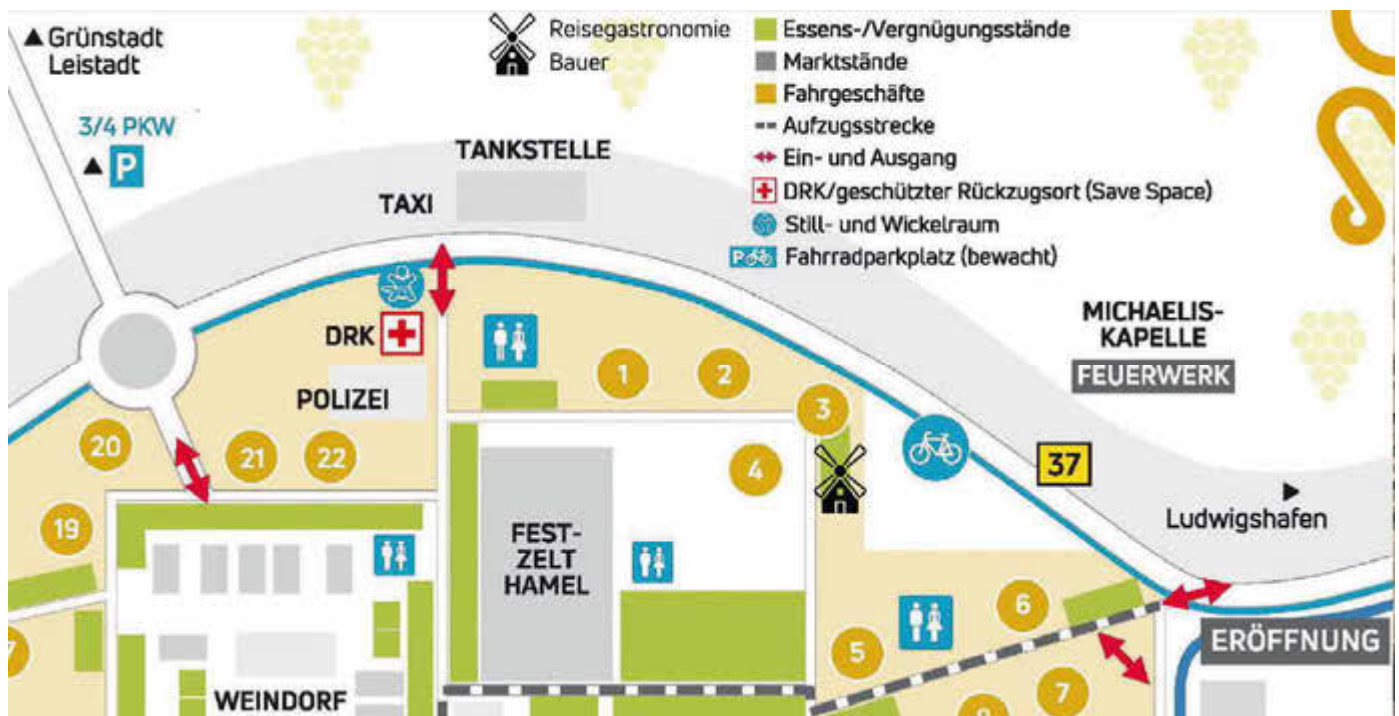 Grünstadt
Leistadt
3/4 PKW
P
Reisegastronomie
Bauer
Essens-/Vergnügungsstände
Marktstände
Fahrgeschäfte
Aufzugsstrecke
Ein- und Ausgang
DRK/geschützter Rückzugsort (Save Space)
Still- und Wickelraum
P
Fahrradparkplatz (bewacht)
TANKSTELLE
TAXI
DRK
POLIZEI
MICHAELIS-
KAPELLE
FEUERWERK
37
Ludwigshafen
1
2
3
4
20
21
22
19
FEST-
ZELT
HAMEL
5
6
7
ERÖFFNUNG
WEINDORF